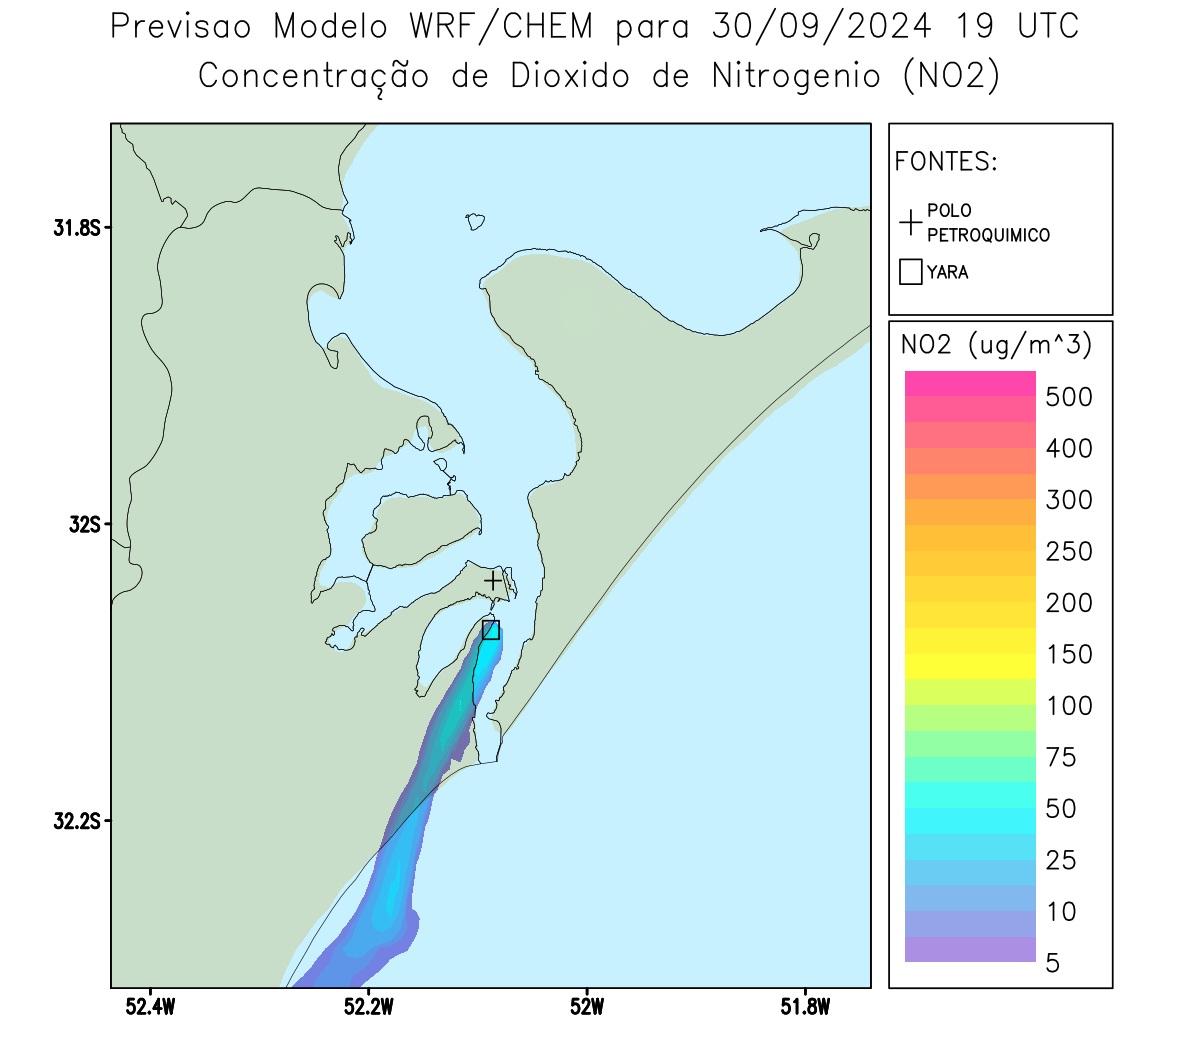 Previsao Modelo WRF/CHEM para 30/09/2024 19 UTC
Concentração de Dioxido de Nitrogenio (NO2)
FONTES:
POLO
PETROQUIMICO
YARA
NO2 (ug/m^3)
500
400
300
250
200
150
100
75
50
25
10
5
31.8S
32S
32.2S
52.4W
52.2W
52W
51.8W